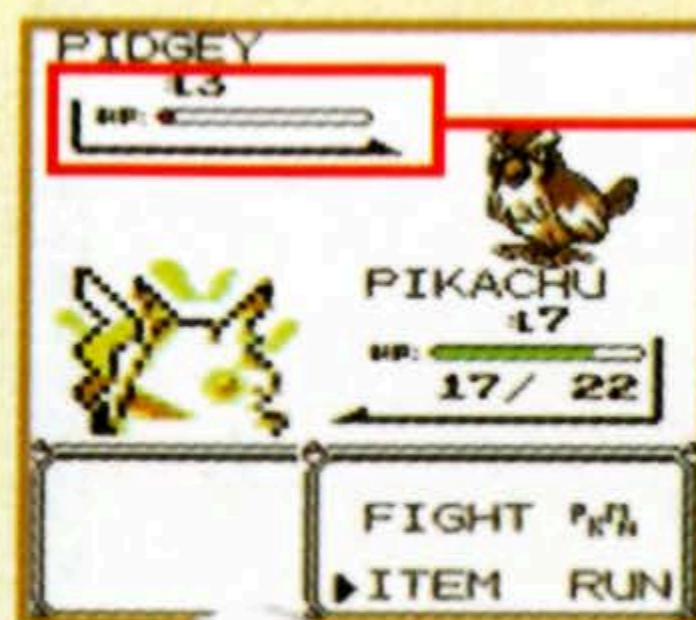 PIDGEY
:L3
HP:
PIKACHU
:L7
HP:
17/ 22
FIGHT PKMN
▶ITEM RUN